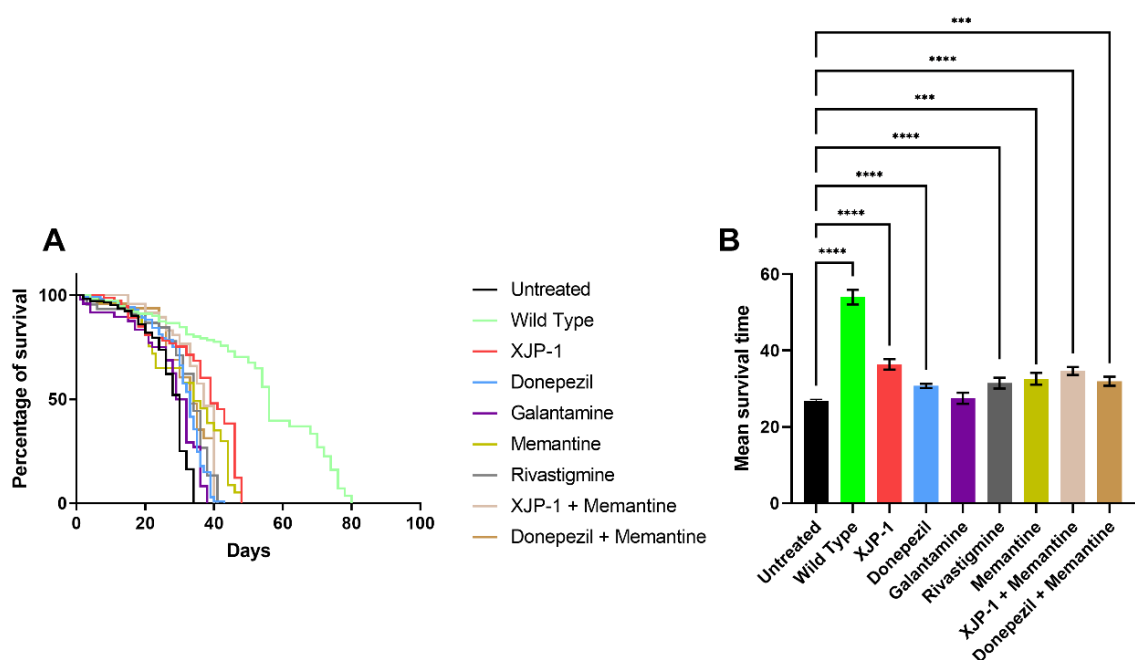 A
Percentage of survival
100
50
0
0 20 40 60 80 100
Days
Untreated
Wild Type
XJP-1
Donepezil
Galantamine
Memantine
Rivastigmine
XJP-1 + Memantine
Donepezil + Memantine
B
***
****
***
****
****
****
****
Mean survival time
60
40
20
0
Untreated
Wild Type
XJP-1
Donepezil
Galantamine
Rivastigmine
Memantine
XJP-1 + Memantine
Donepezil + Memantine